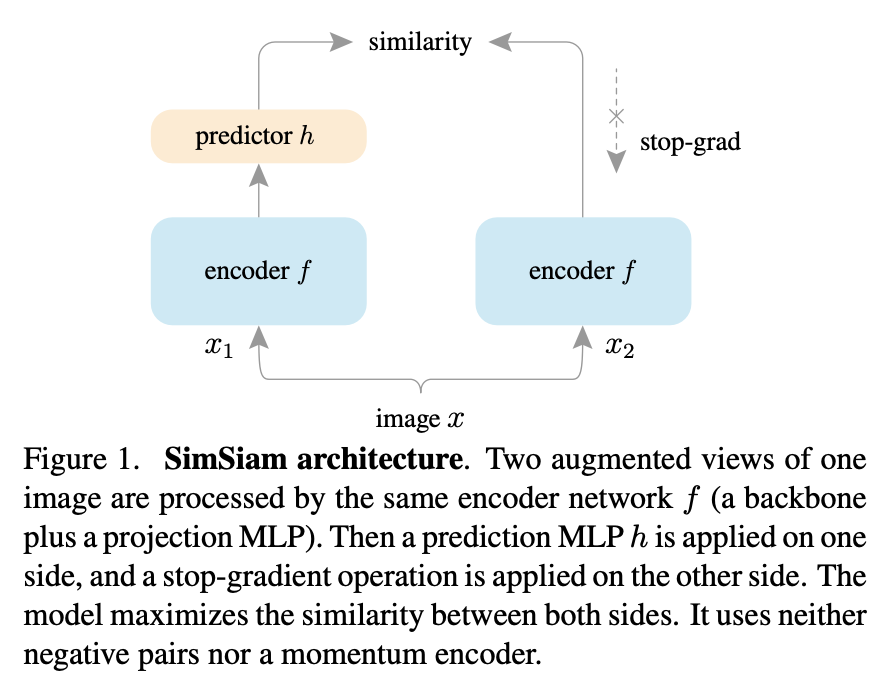 similarity
predictor h
stop-grad
encoder f
encoder f
x₁
x₂
image x
Figure 1. SimSiam architecture. Two augmented views of one
image are processed by the same encoder network f (a backbone
plus a projection MLP). Then a prediction MLP h is applied on one
side, and a stop-gradient operation is applied on the other side. The
model maximizes the similarity between both sides. It uses neither
negative pairs nor a momentum encoder.